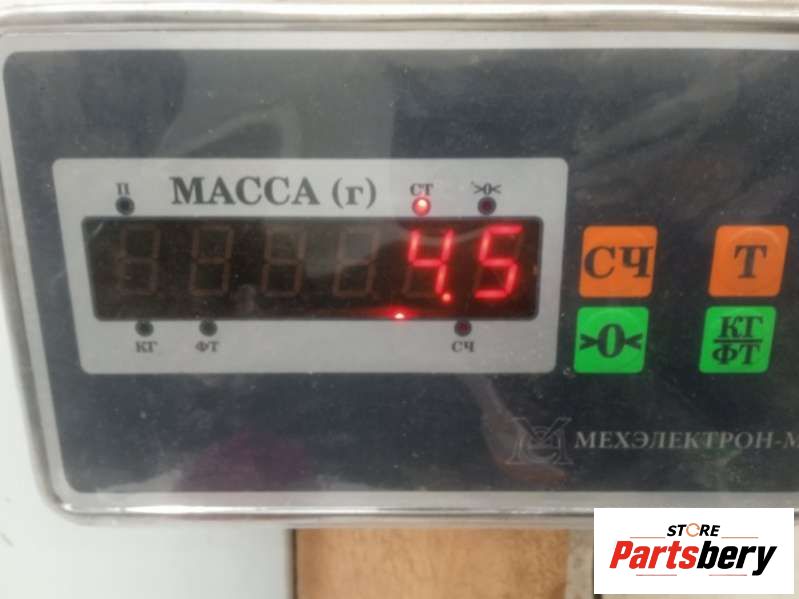 П МАССА (г) СТ >0<
4.5
КГ ФТ СЧ
СЧ Т
>0< КГ/ФТ
МЕХЭЛЕКТРОН-М
STORE
Partsbery